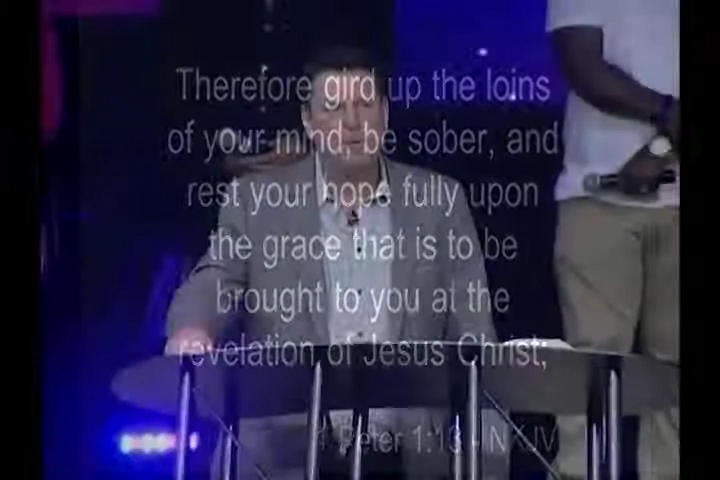 Therefore gird up the loins
of your mind, be sober, and
rest your hope fully upon
the grace that is to be
brought to you at the
revelation of Jesus Christ;
1 Peter 1:13 - NKJV